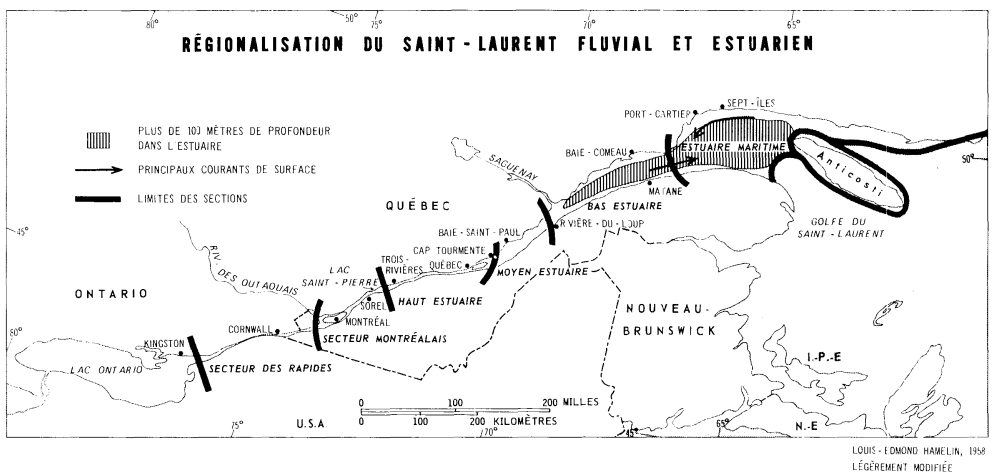 80°
50°
75°
70°
65°
RÉGIONALISATION DU SAINT-LAURENT FLUVIAL ET ESTUARIEN
PLUS DE 100 MÈTRES DE PROFONDEUR
DANS L'ESTUAIRE
PRINCIPAUX COURANTS DE SURFACE
LIMITES DES SECTIONS
SEPT-ÎLES
PORT-CARTIER
ESTUAIRE MARITIME
BAIE-COMEAU
50°
Anticosti
SAGUENAY
MATANE
QUÉBEC
BAS ESTUAIRE
GOLFE DU
SAINT-LAURENT
RIVIÈRE-DU-LOUP
45°
BAIE-SAINT-PAUL
CAP TOURMENTE
QUÉBEC
MOYEN ESTUAIRE
RIV. DES OUTAOUAIS
LAC
SAINT-PIERRE
TROIS-
RIVIÈRES
ONTARIO
SOREL
HAUT ESTUAIRE
NOUVEAU-
BRUNSWICK
MONTRÉAL
CORNWALL
SECTEUR MONTRÉALAIS
80°
KINGSTON
LAC ONTARIO
SECTEUR DES RAPIDES
I.-P.-E
0 100 200 MILLES
0 100 200 KILOMÈTRES
75°
U.S.A
70°
45°
65°
N.-E
LOUIS-EDMOND HAMELIN, 1958
LÉGÈREMENT MODIFIÉE